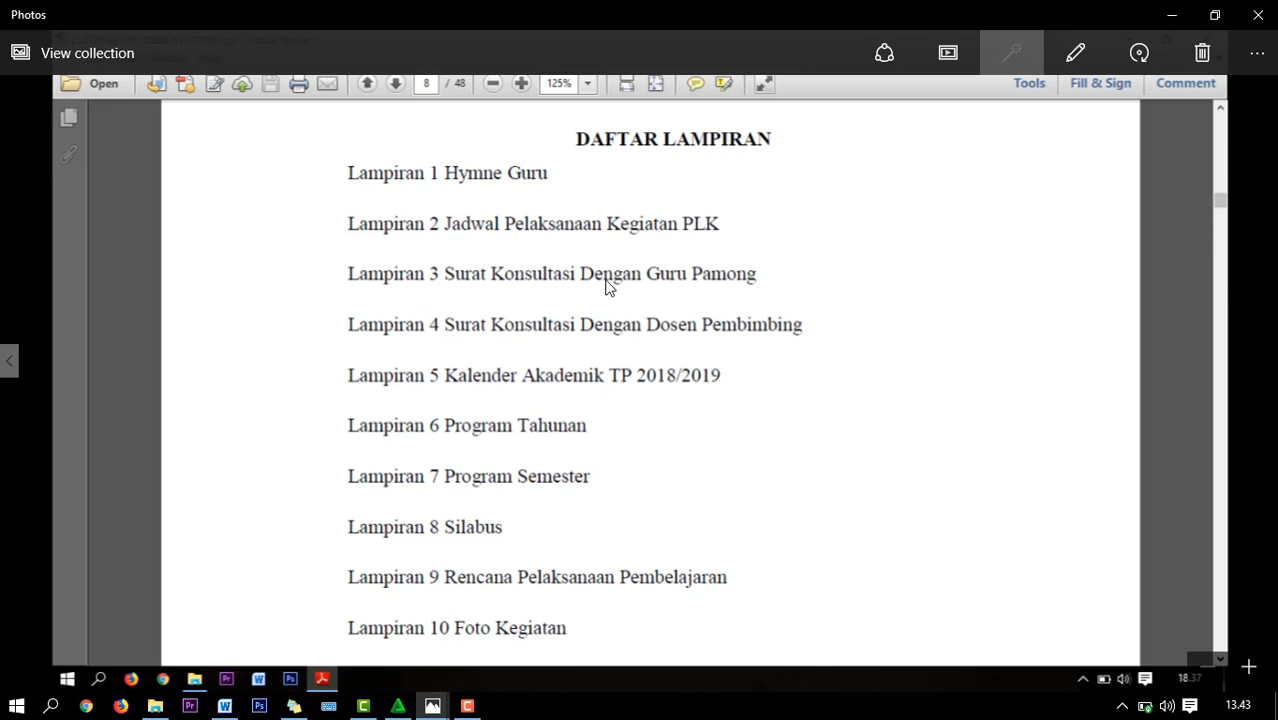 Photos
View collection
Open
8 / 48
125%
Tools
Fill & Sign
Comment
DAFTAR LAMPIRAN
Lampiran 1 Hymne Guru
Lampiran 2 Jadwal Pelaksanaan Kegiatan PLK
Lampiran 3 Surat Konsultasi Dengan Guru Pamong
Lampiran 4 Surat Konsultasi Dengan Dosen Pembimbing
Lampiran 5 Kalender Akademik TP 2018/2019
Lampiran 6 Program Tahunan
Lampiran 7 Program Semester
Lampiran 8 Silabus
Lampiran 9 Rencana Pelaksanaan Pembelajaran
Lampiran 10 Foto Kegiatan
18.37
13.43